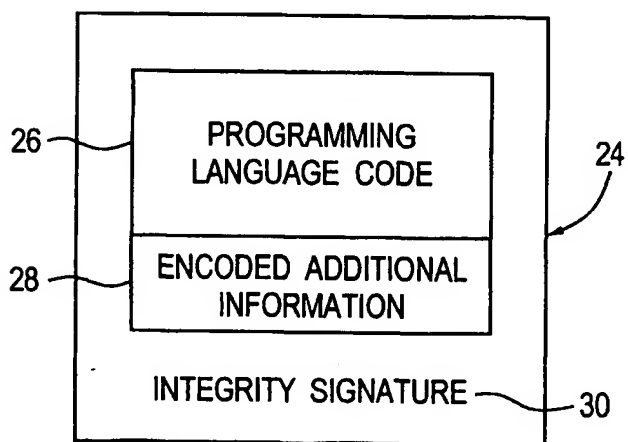 26
PROGRAMMING
LANGUAGE CODE
24
28
ENCODED ADDITIONAL
INFORMATION
INTEGRITY SIGNATURE
30